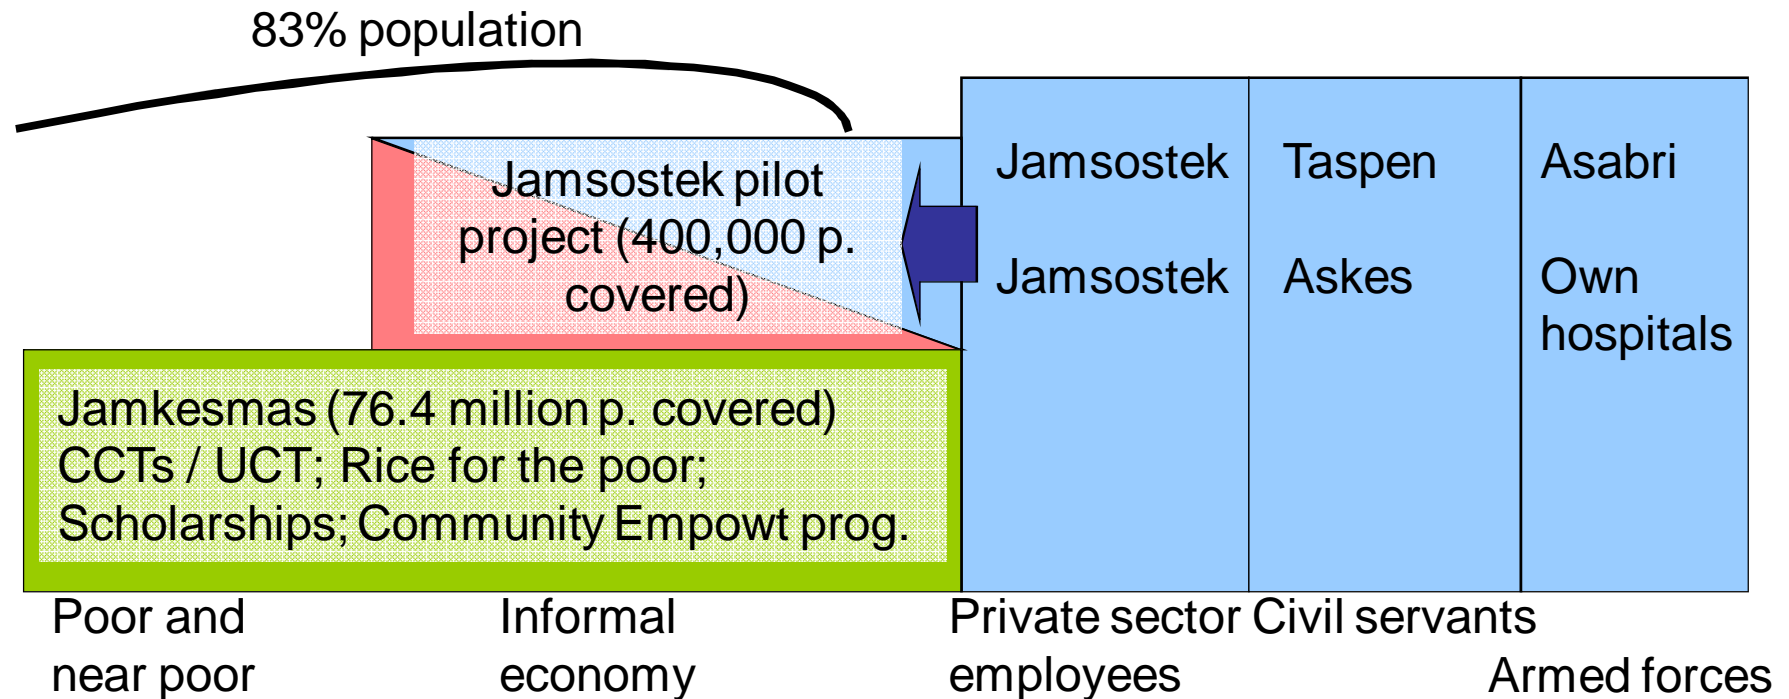 83% population
Jamsostek pilot
project (400,000 p.
covered)
Jamsostek
Taspen
Asabri
Jamsostek
Askes
Own
hospitals
Jamkesmas (76.4 million p. covered)
CCTs / UCT; Rice for the poor;
Scholarships; Community Empowt prog.
Poor and
near poor
Informal
economy
Private sector
employees
Civil servants
Armed forces